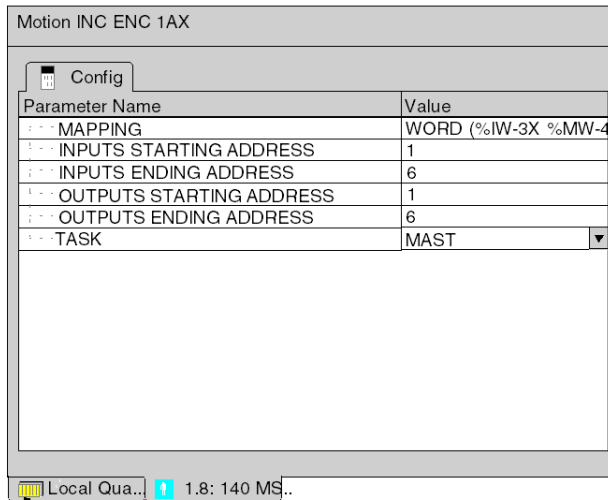 Motion INC ENC 1AX
Config
Parameter Name Value
MAPPING WORD (%IW-3X %MW-4
INPUTS STARTING ADDRESS 1
INPUTS ENDING ADDRESS 6
OUTPUTS STARTING ADDRESS 1
OUTPUTS ENDING ADDRESS 6
TASK MAST
Local Qua... 1.8: 140 MS..